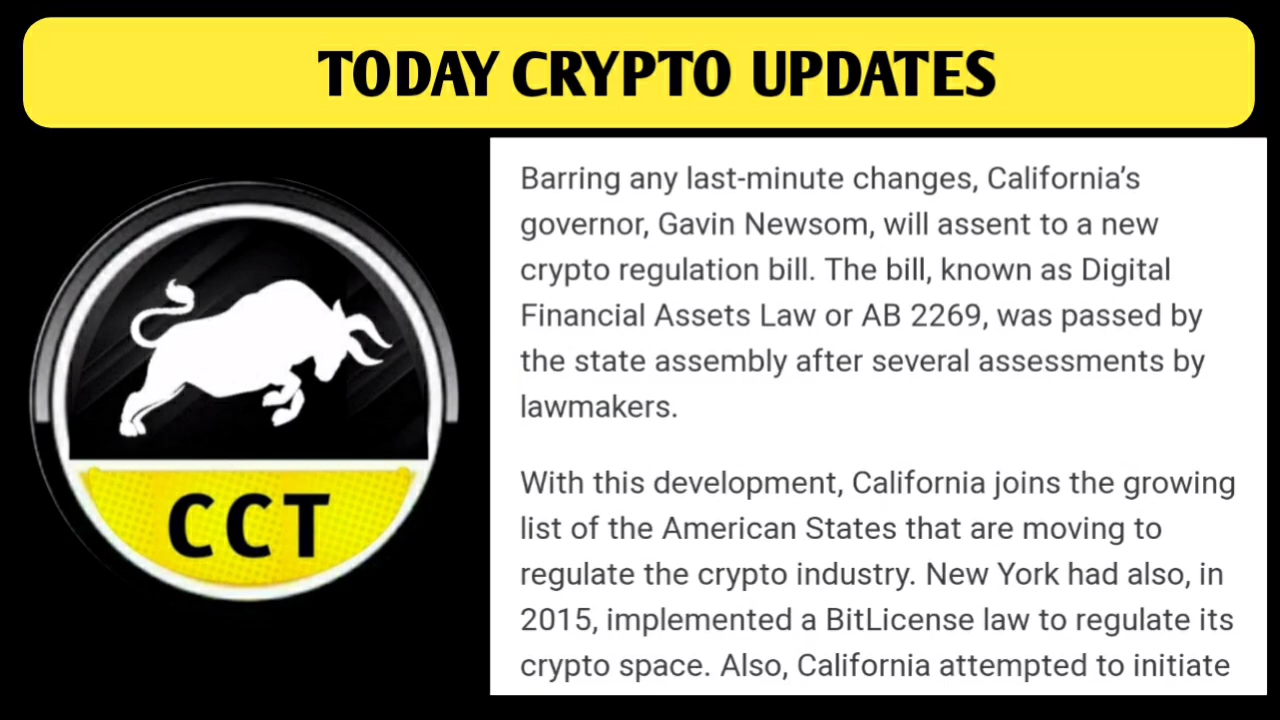 TODAY CRYPTO UPDATES
CCT
Barring any last-minute changes, California’s
governor, Gavin Newsom, will assent to a new
crypto regulation bill. The bill, known as Digital
Financial Assets Law or AB 2269, was passed by
the state assembly after several assessments by
lawmakers.
With this development, California joins the growing
list of the American States that are moving to
regulate the crypto industry. New York had also, in
2015, implemented a BitLicense law to regulate its
crypto space. Also, California attempted to initiate